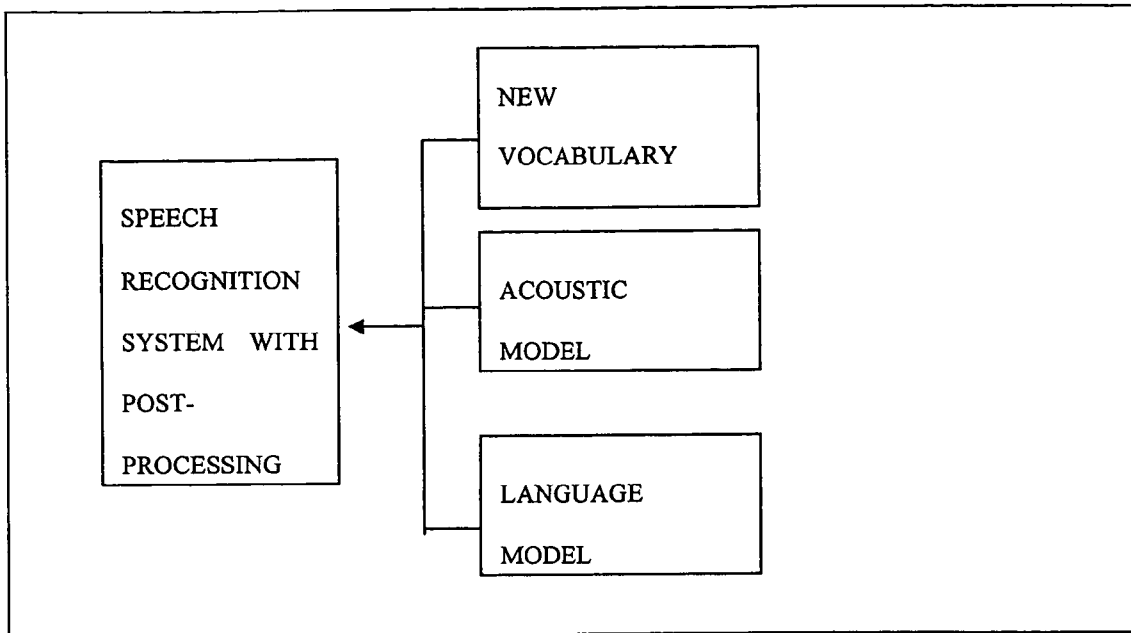 NEW
VOCABULARY
SPEECH
RECOGNITION
SYSTEM WITH
POST-
PROCESSING
ACOUSTIC
MODEL
LANGUAGE
MODEL